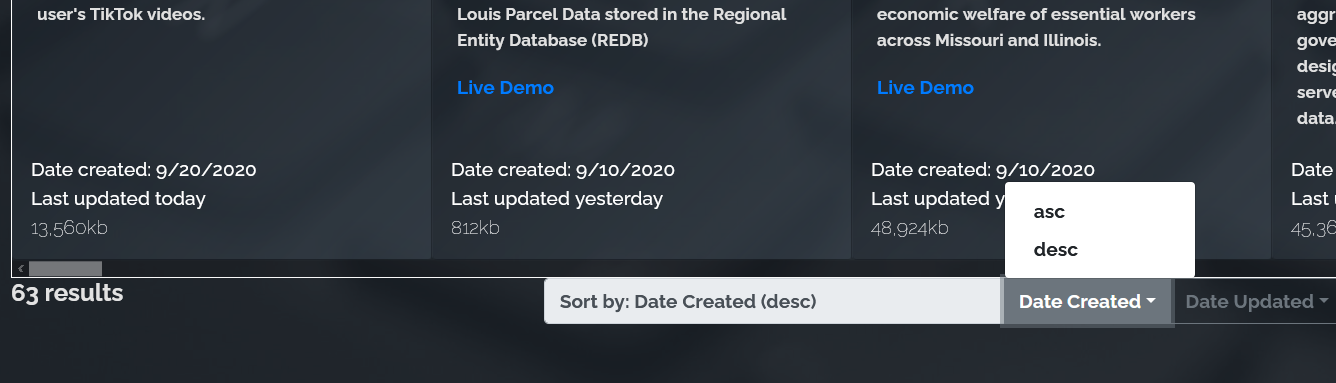 user's TikTok videos.
Louis Parcel Data stored in the Regional
Entity Database (REDB)
Live Demo
economic welfare of essential workers
across Missouri and Illinois.
Live Demo
aggr
gove
desig
serve
data.
Date created: 9/20/2020
Last updated today
13,560kb
Date created: 9/10/2020
Last updated yesterday
812kb
Date created: 9/10/2020
Last updated y
48,924kb
Date
Last
45,36
asc
desc
63 results
Sort by: Date Created (desc)
Date Created
Date Updated